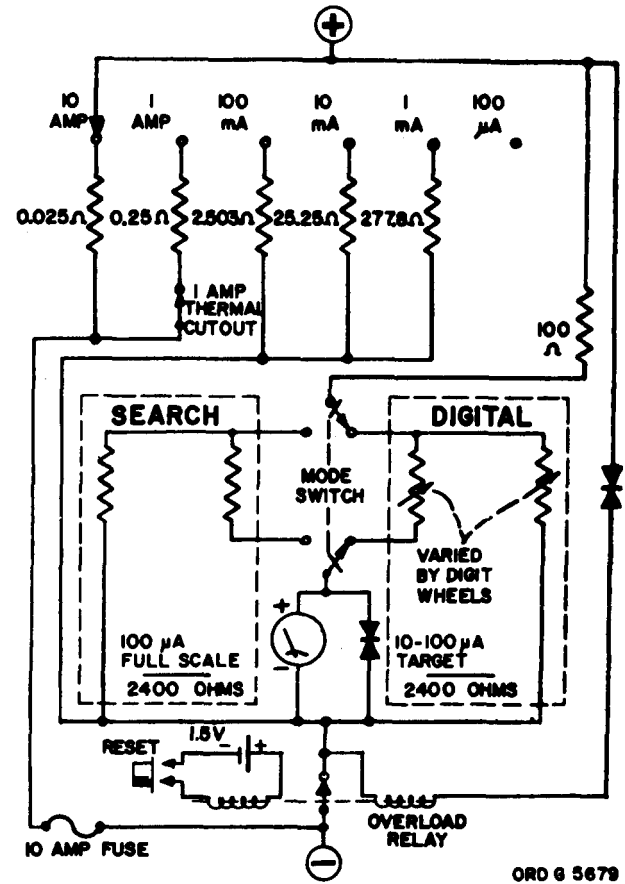 +
10 AMP
1 AMP
100 mA
10 mA
1 mA
100 μA
0.025Ω
0.25Ω
2.503Ω
25.25Ω
277.8Ω
1 AMP
THERMAL
CUTOUT
100
Ω
SEARCH
DIGITAL
MODE
SWITCH
VARIED
BY DIGIT
WHEELS
+
-
100 μA
FULL SCALE
2400 OHMS
10-100μA
TARGET
2400 OHMS
RESET
1.5V
- +
OVERLOAD
RELAY
10 AMP FUSE
-
ORD G 5679